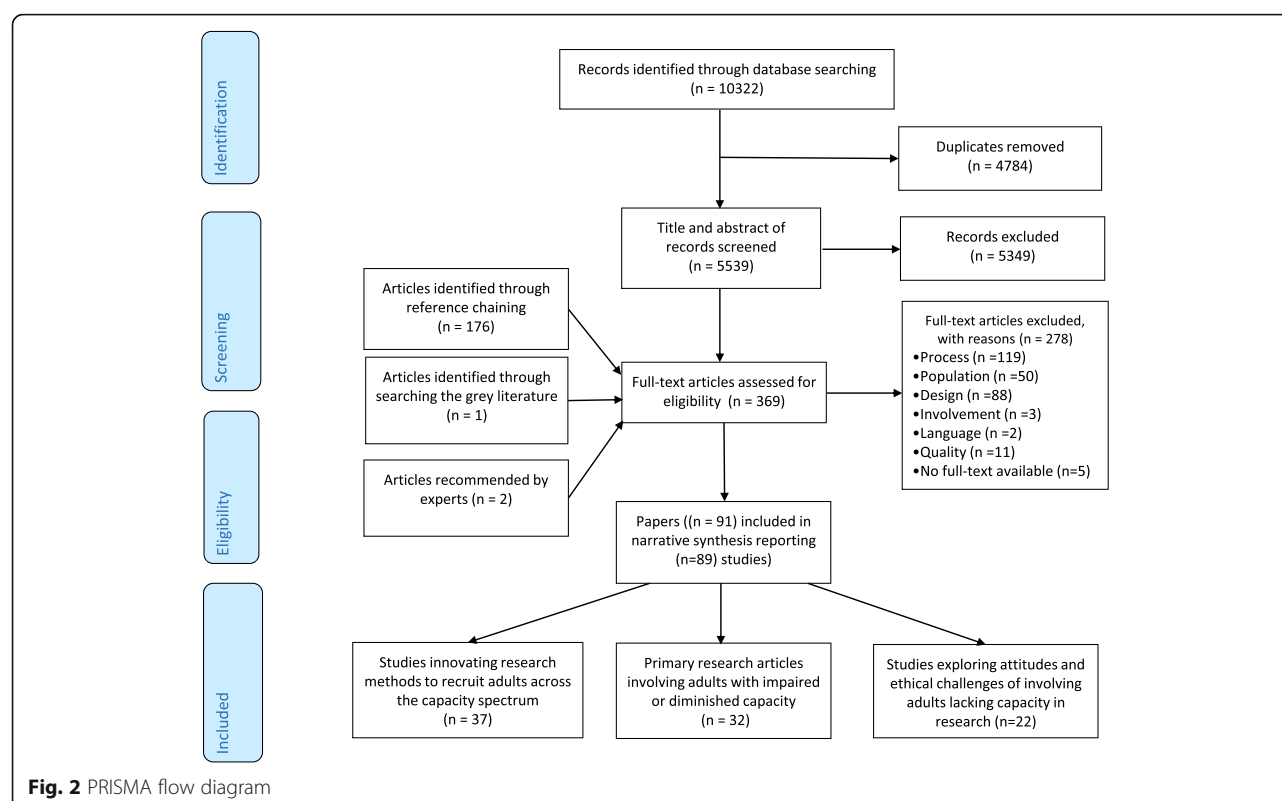 Identification
Records identified through database searching
(n = 10322)
Duplicates removed
(n = 4784)
Screening
Title and abstract of
records screened
(n = 5539)
Records excluded
(n = 5349)
Articles identified through
reference chaining
(n = 176)
Articles identified through
searching the grey literature
(n = 1)
Articles recommended by
experts (n = 2)
Full-text articles assessed for
eligibility (n = 369)
Full-text articles excluded,
with reasons (n = 278)
•Process (n =119)
•Population (n =50)
•Design (n =88)
•Involvement (n =3)
•Language (n =2)
•Quality (n =11)
•No full-text available (n=5)
Eligibility
Papers ((n = 91) included in
narrative synthesis reporting
(n=89) studies)
Included
Studies innovating research
methods to recruit adults across
the capacity spectrum
(n = 37)
Primary research articles
involving adults with impaired
or diminished capacity
(n = 32)
Studies exploring attitudes and
ethical challenges of involving
adults lacking capacity in
research (n=22)
Fig. 2 PRISMA flow diagram